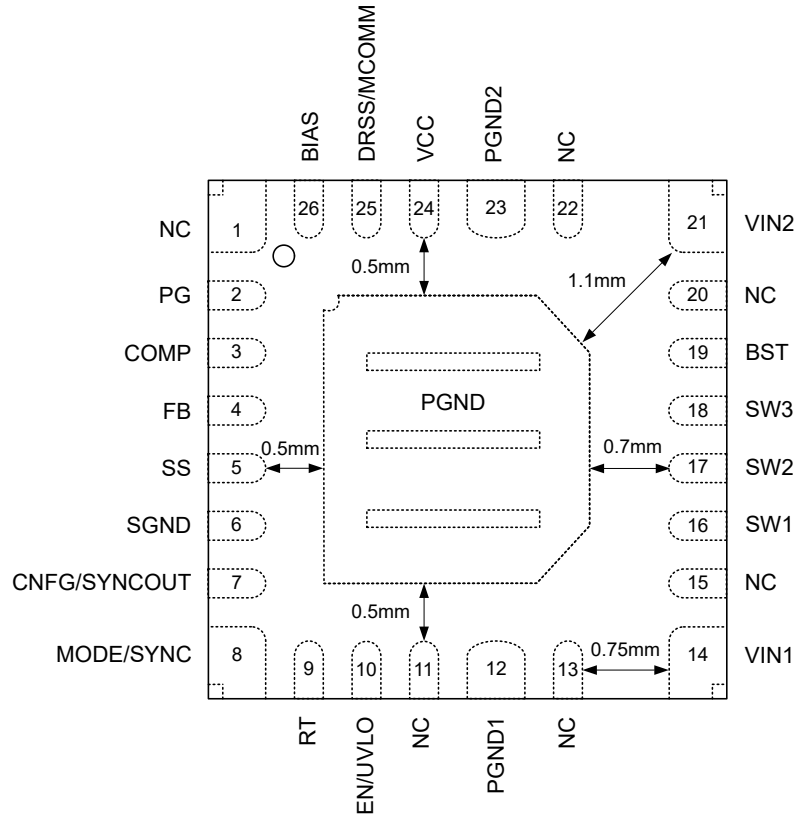 BIAS
DRSS/MCOMM
VCC
PGND2
NC
26
25
24
23
22
NC
1
21
VIN2
0.5mm
1.1mm
PG
2
20
NC
COMP
3
19
BST
FB
4
PGND
18
SW3
0.5mm
0.7mm
SS
5
17
SW2
SGND
6
16
SW1
CNFG/SYNCOUT
7
15
NC
0.5mm
0.75mm
MODE/SYNC
8
14
VIN1
9
10
11
12
13
RT
EN/UVLO
NC
PGND1
NC